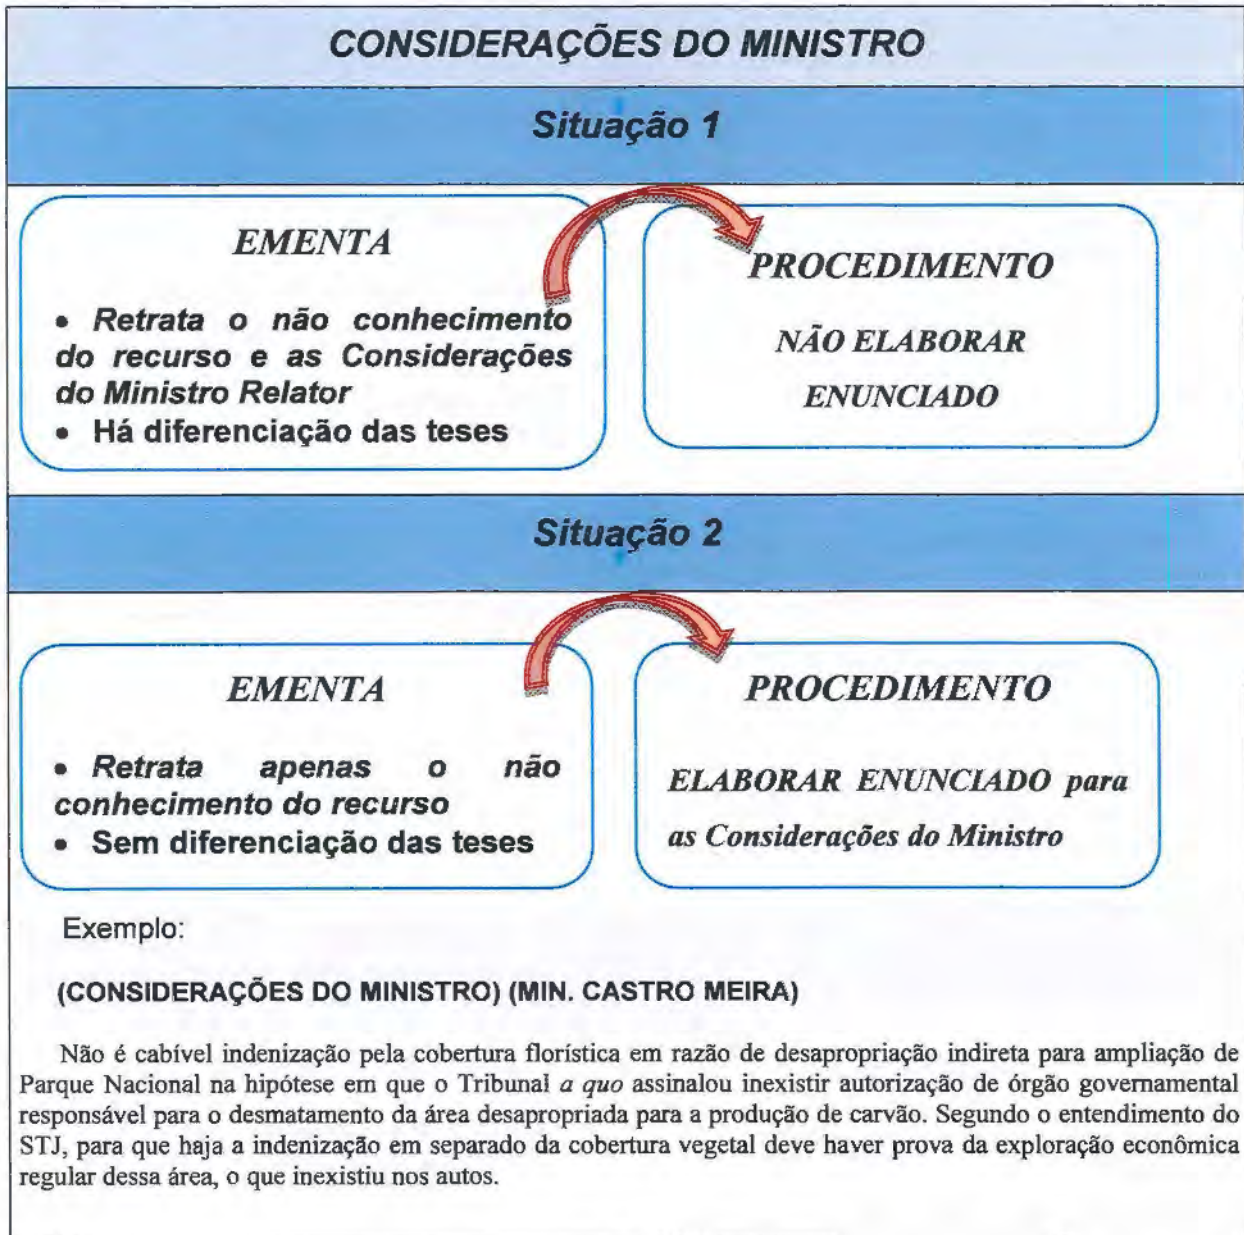 CONSIDERAÇÕES DO MINISTRO
Situação 1
EMENTA
• Retrata o não conhecimento
do recurso e as Considerações
do Ministro Relator
• Há diferenciação das teses
PROCEDIMENTO
NÃO ELABORAR
ENUNCIADO
Situação 2
EMENTA
• Retrata apenas o não
conhecimento do recurso
• Sem diferenciação das teses
PROCEDIMENTO
ELABORAR ENUNCIADO para
as Considerações do Ministro
Exemplo:
(CONSIDERAÇÕES DO MINISTRO) (MIN. CASTRO MEIRA)
Não é cabível indenização pela cobertura florística em razão de desapropriação indireta para ampliação de
Parque Nacional na hipótese em que o Tribunal a quo assinalou inexistir autorização de órgão governamental
responsável para o desmatamento da área desapropriada para a produção de carvão. Segundo o entendimento do
STJ, para que haja a indenização em separado da cobertura vegetal deve haver prova da exploração econômica
regular dessa área, o que inexistiu nos autos.